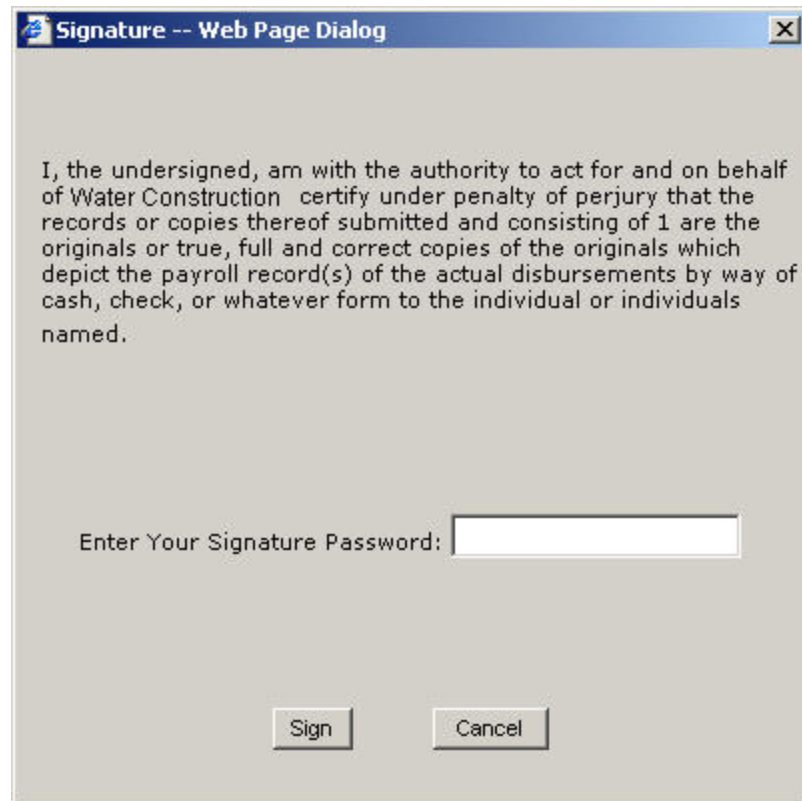 Signature -- Web Page Dialog
I, the undersigned, am with the authority to act for and on behalf
of Water Construction certify under penalty of perjury that the
records or copies thereof submitted and consisting of 1 are the
originals or true, full and correct copies of the originals which
depict the payroll record(s) of the actual disbursements by way of
cash, check, or whatever form to the individual or individuals
named.
Enter Your Signature Password:
Sign Cancel